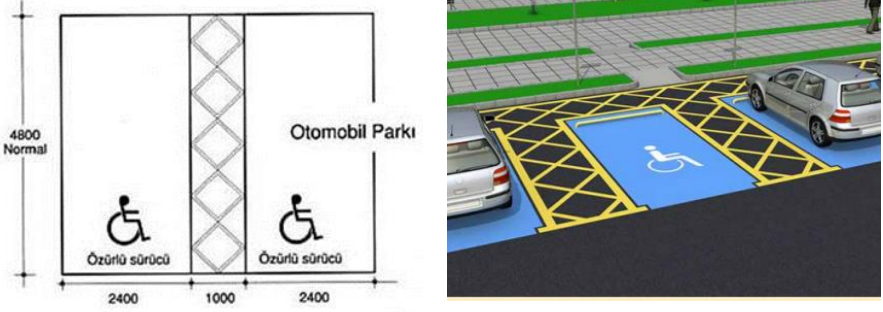 4800
Normal
Otomobil Parkı
Özürlü sürücü
Özürlü sürücü
2400
1000
2400